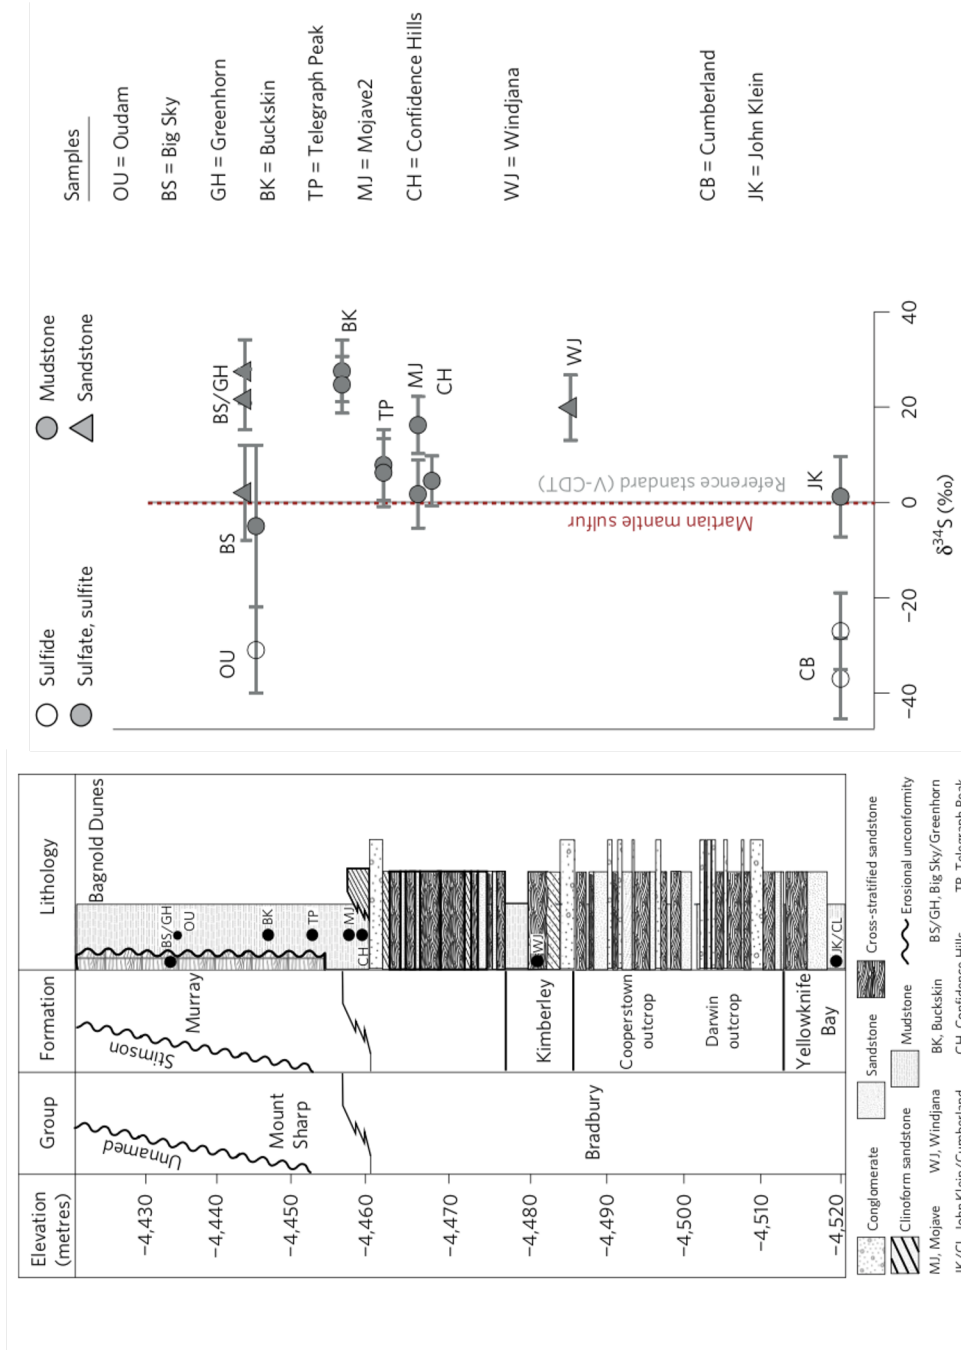 Elevation
(metres)
Group
Formation
Lithology
−4,430
−4,440
−4,450
−4,460
−4,470
−4,480
−4,490
−4,500
−4,510
−4,520
Unnamed
Mount
Sharp
Bradbury
Stimson
Murray
Kimberley
Cooperstown
outcrop
Darwin
outcrop
Yellowknife
Bay
Bagnold Dunes
BS/GH
OU
BK
TP
MJ
CH
WJ
JK/CL
Conglomerate
Sandstone
Cross-stratified sandstone
Clinoform sandstone
Mudstone
Erosional unconformity
MJ, Mojave
WJ, Windjana
BK, Buckskin
BS/GH, Big Sky/Greenhorn
Sulfide
Mudstone
Sulfate, sulfite
Sandstone
OU
BS
BS/GH
BK
TP
MJ
CH
WJ
CB
JK
Martian mantle sulfur
Reference standard (V-CDT)
−40
−20
0
20
40
δ34S (‰)
Samples
OU = Oudam
BS = Big Sky
GH = Greenhorn
BK = Buckskin
TP = Telegraph Peak
MJ = Mojave2
CH = Confidence Hills
WJ = Windjana
CB = Cumberland
JK = John Klein